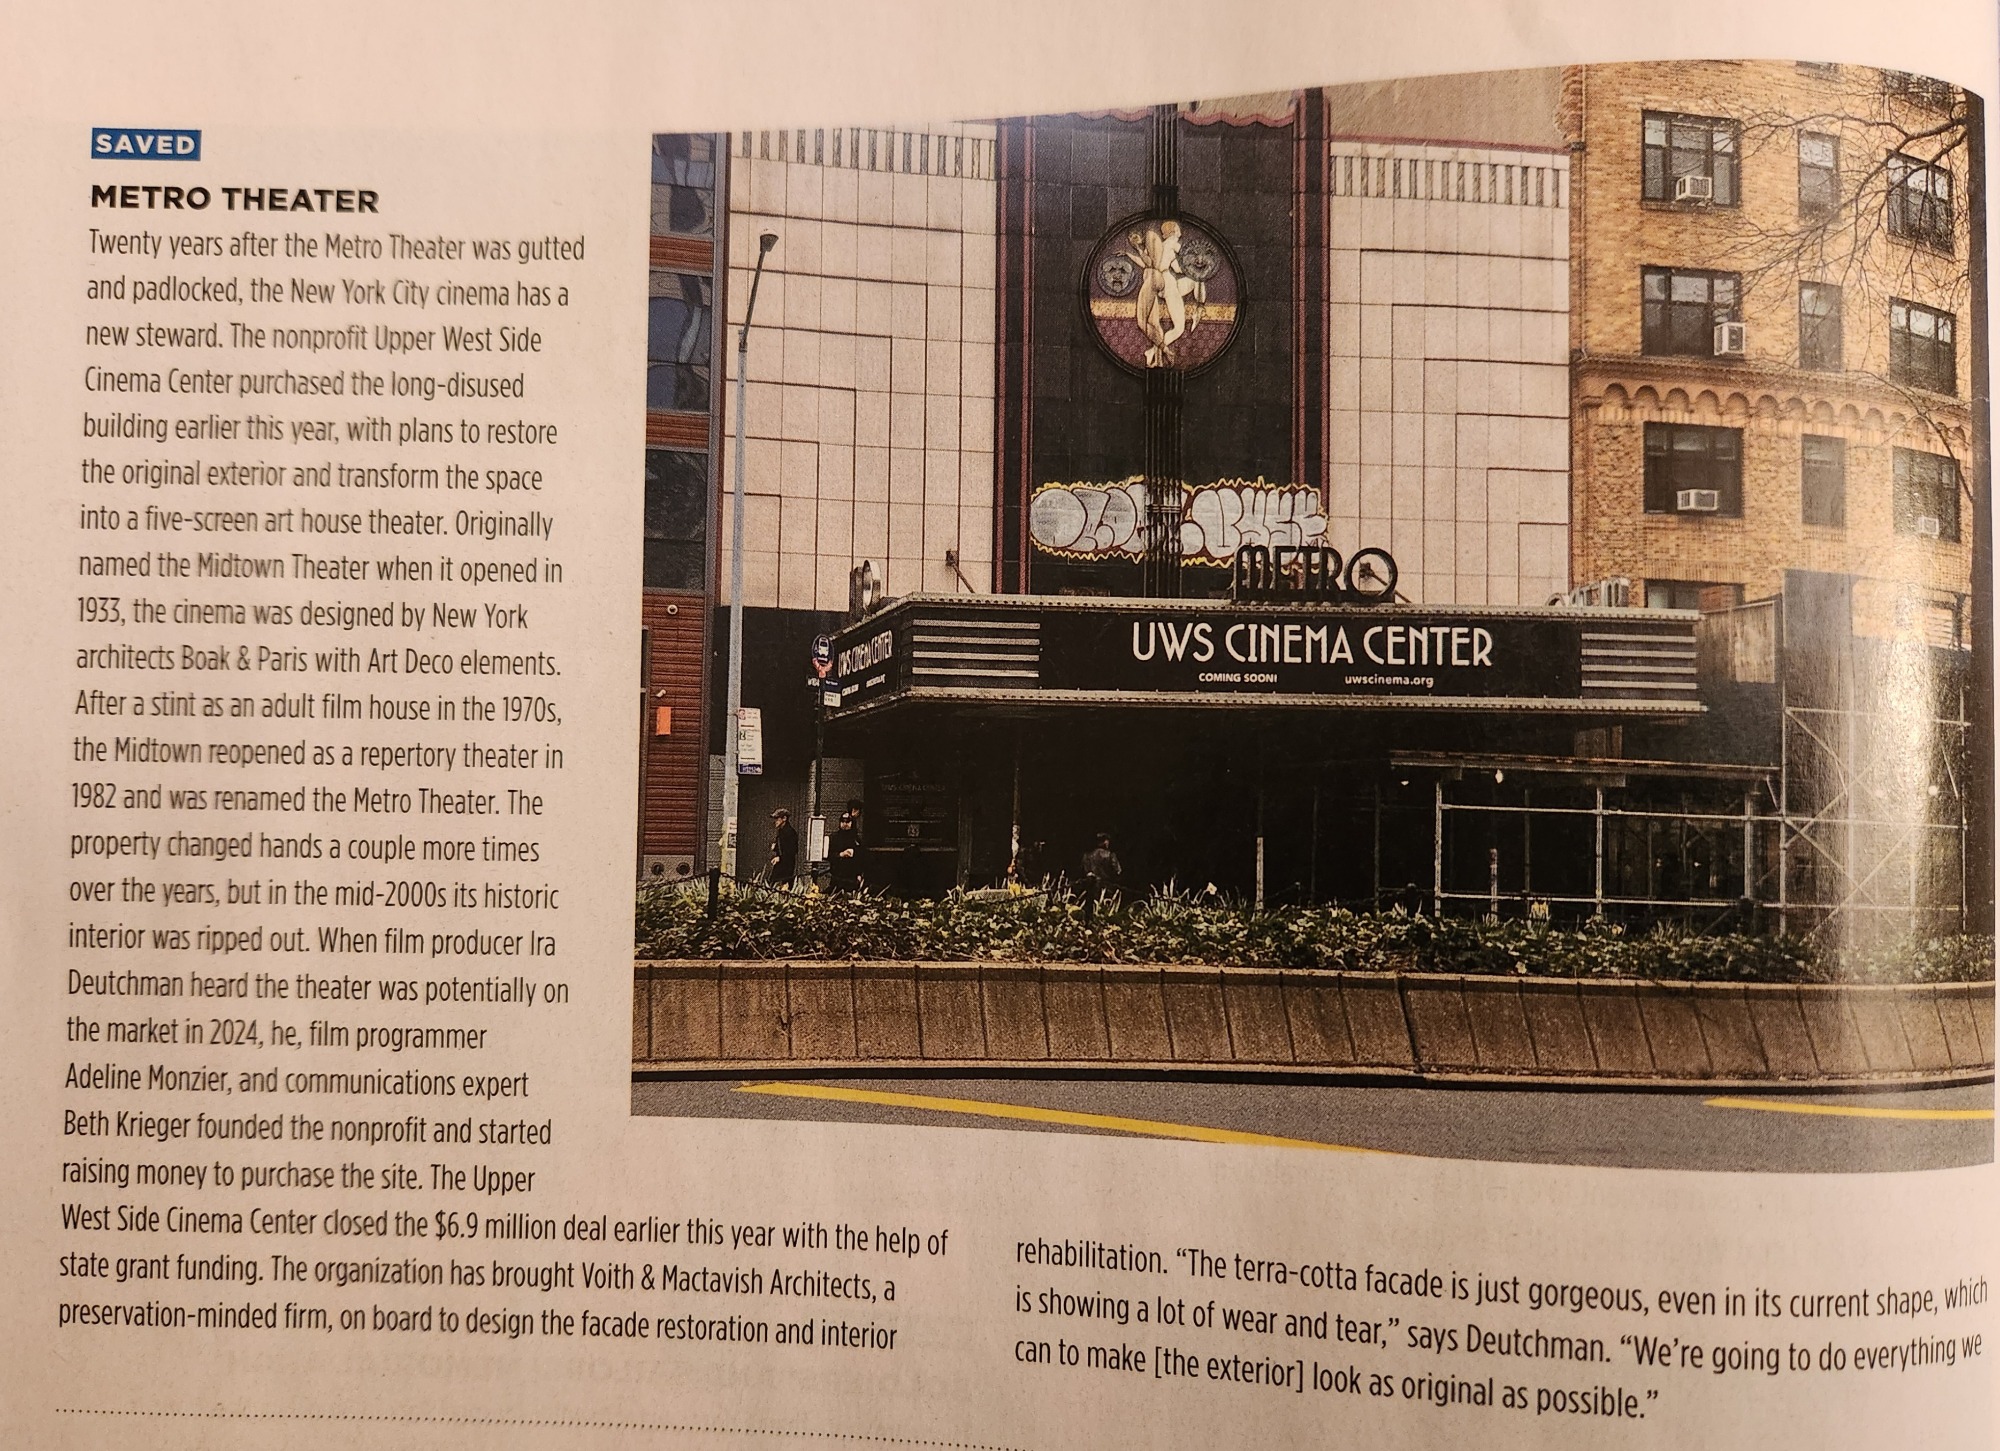 SAVED
METRO THEATER
Twenty years after the Metro Theater was gutted
and padlocked, the New York City cinema has a
new steward. The nonprofit Upper West Side
Cinema Center purchased the long-disused
building earlier this year, with plans to restore
the original exterior and transform the space
into a five-screen art house theater. Originally
named the Midtown Theater when it opened in
1933, the cinema was designed by New York
architects Boak & Paris with Art Deco elements.
After a stint as an adult film house in the 1970s,
the Midtown reopened as a repertory theater in
1982 and was renamed the Metro Theater. The
property changed hands a couple more times
over the years, but in the mid-2000s its historic
interior was ripped out. When film producer Ira
Deutchman heard the theater was potentially on
the market in 2024, he, film programmer
Adeline Monzier, and communications expert
Beth Krieger founded the nonprofit and started
raising money to purchase the site. The Upper
West Side Cinema Center closed the $6.9 million deal earlier this year with the help of
state grant funding. The organization has brought Voith & Mactavish Architects, a
preservation-minded firm, on board to design the facade restoration and interior
rehabilitation. “The terra-cotta facade is just gorgeous, even in its current shape, which
is showing a lot of wear and tear,” says Deutchman. “We’re going to do everything we
can to make [the exterior] look as original as possible.”
METRO
UWS CINEMA CENTER
COMING SOON! uwscinema.org
UWS CINEMA CENTER